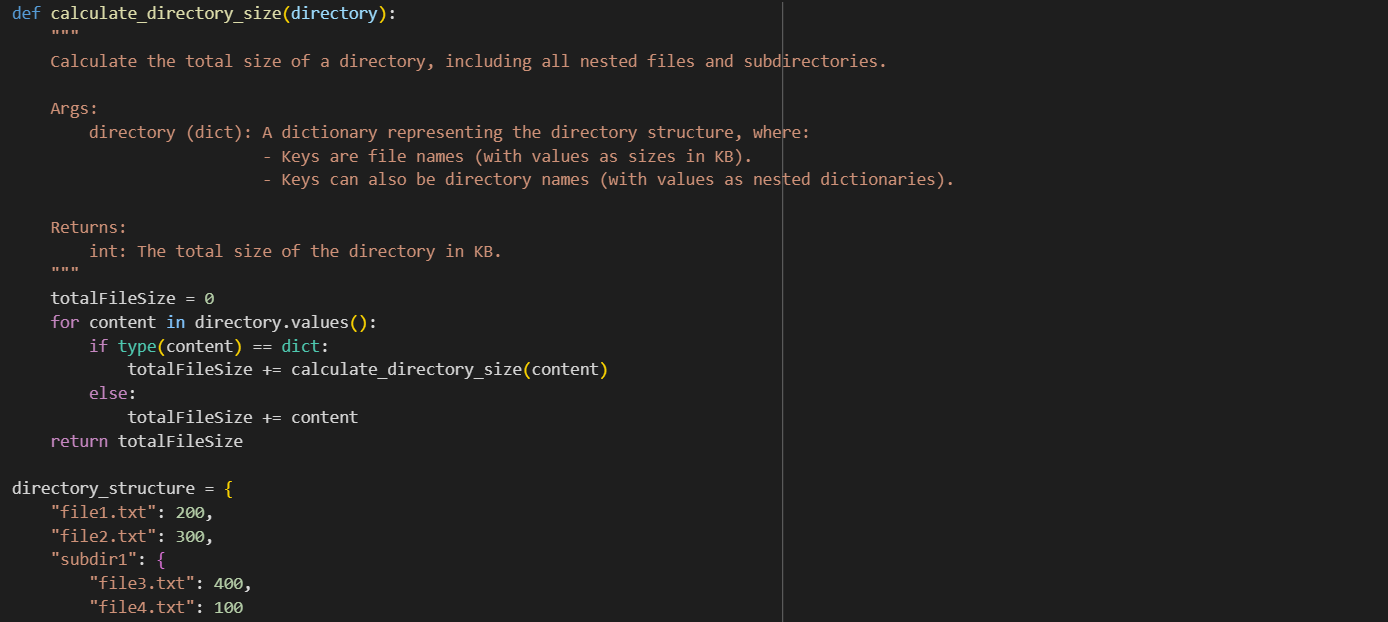 def calculate_directory_size(directory):
    """
    Calculate the total size of a directory, including all nested files and subdirectories.

    Args:
        directory (dict): A dictionary representing the directory structure, where:
                          - Keys are file names (with values as sizes in KB).
                          - Keys can also be directory names (with values as nested dictionaries).

    Returns:
        int: The total size of the directory in KB.
    """
    totalFileSize = 0
    for content in directory.values():
        if type(content) == dict:
            totalFileSize += calculate_directory_size(content)
        else:
            totalFileSize += content
    return totalFileSize

directory_structure = {
    "file1.txt": 200,
    "file2.txt": 300,
    "subdir1": {
        "file3.txt": 400,
        "file4.txt": 100